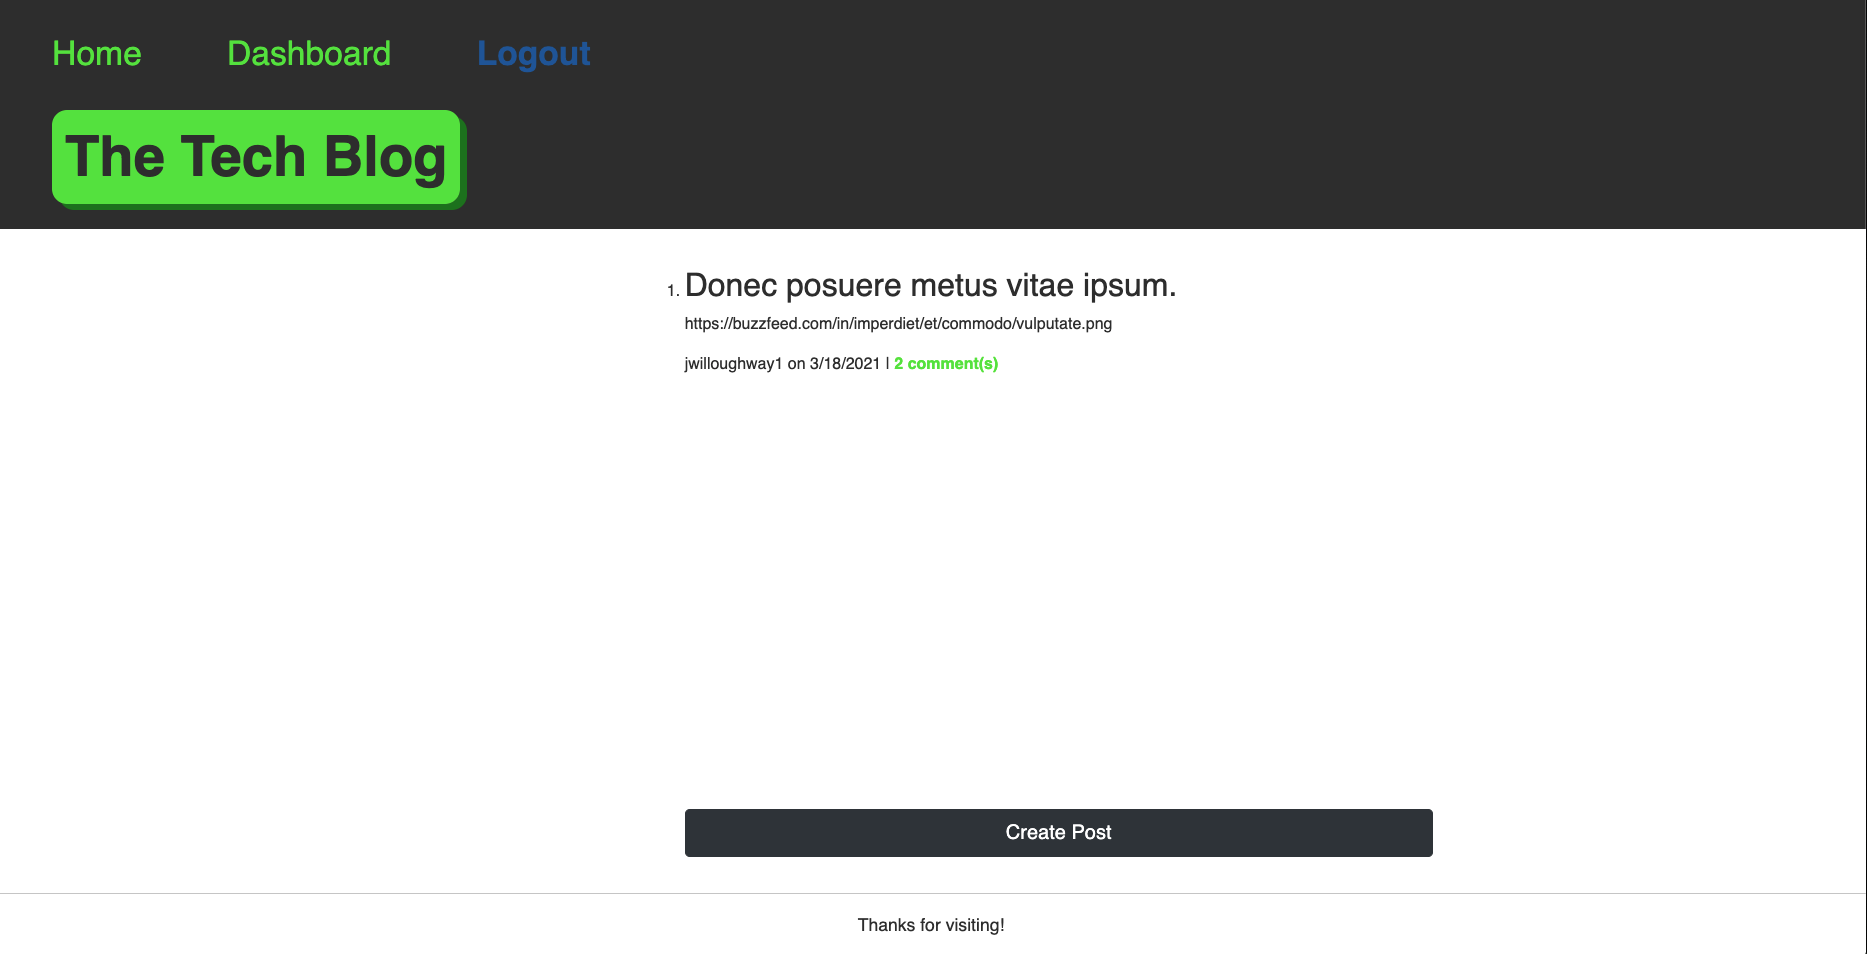 Home Dashboard Logout
The Tech Blog
1. Donec posuere metus vitae ipsum.
https://buzzfeed.com/in/imperdiet/et/commodo/vulputate.png
jwilloughway1 on 3/18/2021 | 2 comment(s)
Create Post
Thanks for visiting!